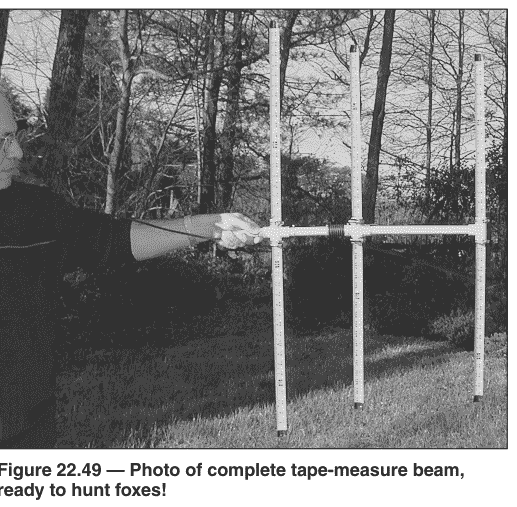 Figure 22.49 — Photo of complete tape-measure beam,
ready to hunt foxes!